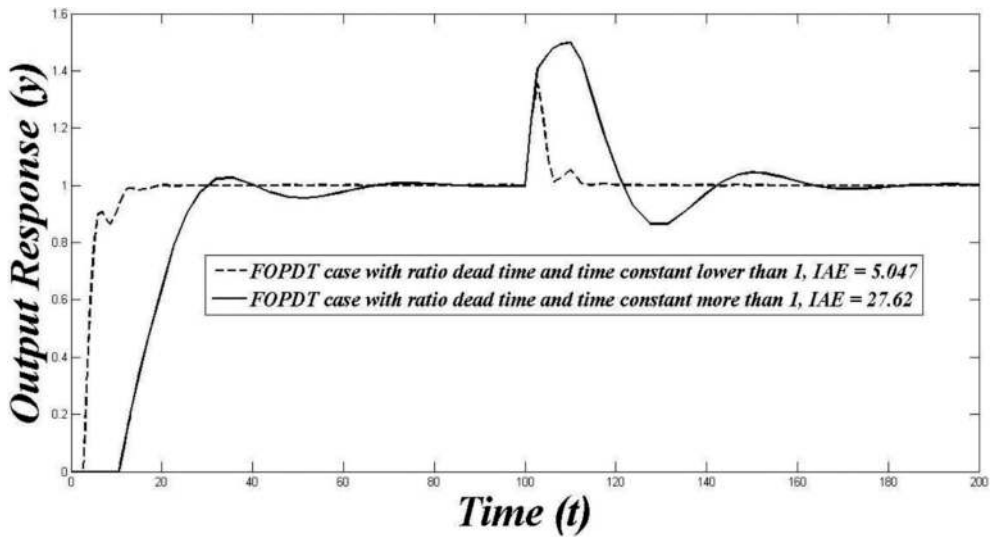 Output Response (y)
1.6
1.4
1.2
1
0.8
0.6
0.4
0.2
0
FOPDT case with ratio dead time and time constant lower than 1, IAE = 5.047
FOPDT case with ratio dead time and time constant more than 1, IAE = 27.62
0 20 40 60 80 100 120 140 160 180 200
Time (t)